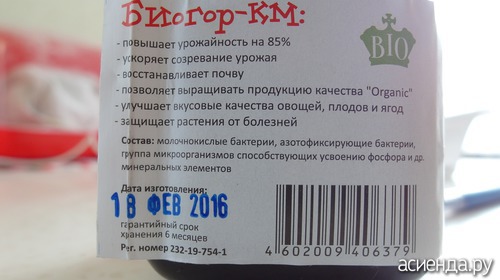 Биогор-КМ:
- повышает урожайность на 85%
- ускоряет созревание урожая
- восстанавливает почву
- позволяет выращивать продукцию качества "Organic"
- улучшает вкусовые качества овощей, плодов и ягод
- защищает растения от болезней
BIO
Состав: молочнокислые бактерии, азотофиксирующие бактерии,
группа микроорганизмов способствующих усвоению фосфора и др.
минеральных элементов
Дата изготовления:
18 ФЕВ 2016
гарантийный срок
хранения 6 месяцев
Рег. номер 232-19-754-1
4 602009 406379
асиенда.ру